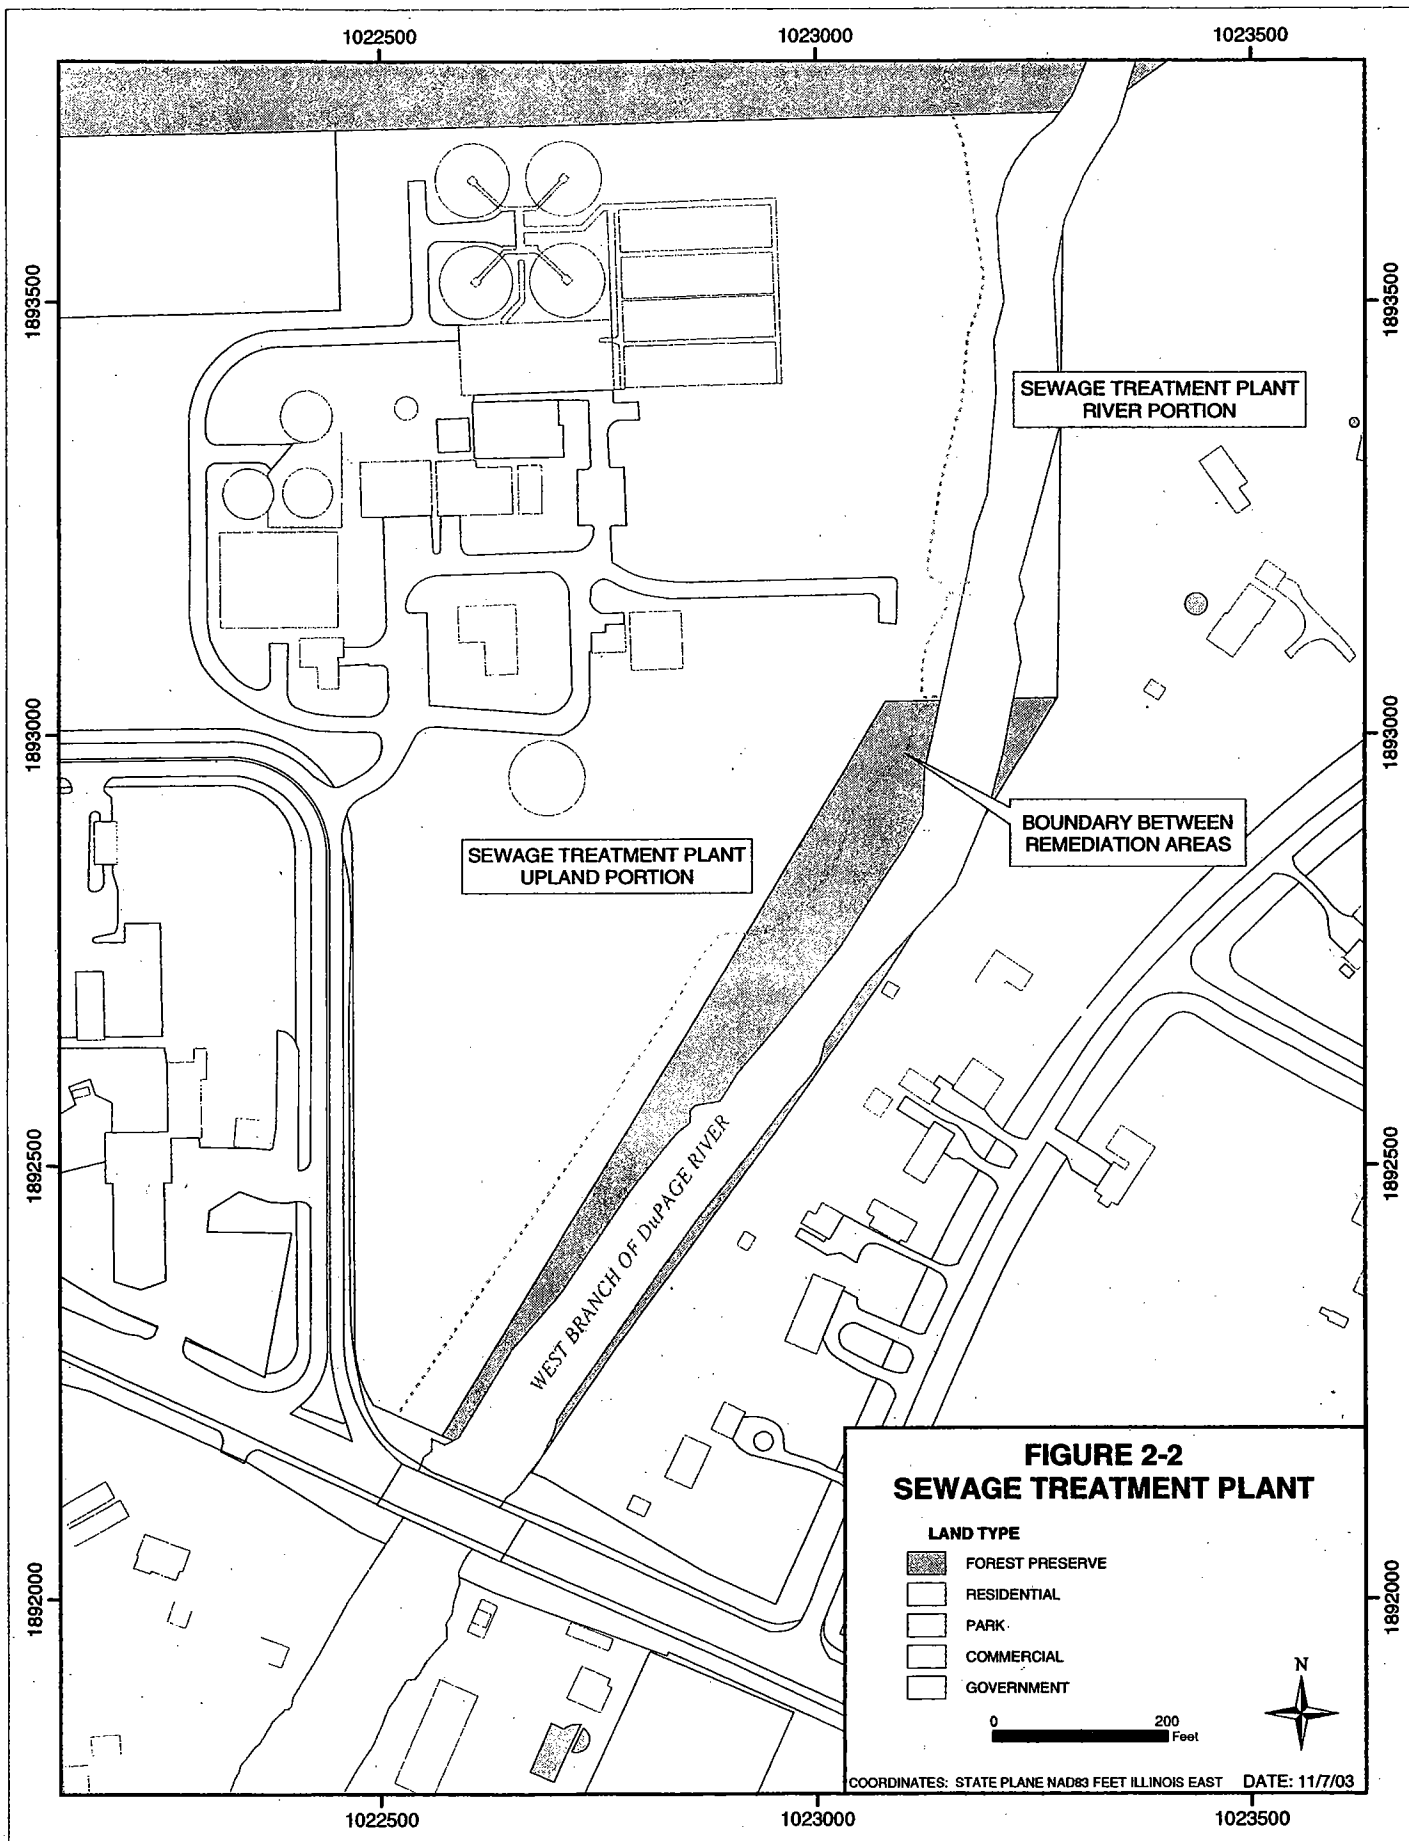 1022500
1023000
1023500
1893500
1893500
SEWAGE TREATMENT PLANT
RIVER PORTION
1893000
1893000
BOUNDARY BETWEEN
REMEDIATION AREAS
SEWAGE TREATMENT PLANT
UPLAND PORTION
1892500
1892500
WEST BRANCH OF DuPAGE RIVER
1892000
1892000
FIGURE 2-2
SEWAGE TREATMENT PLANT
LAND TYPE
FOREST PRESERVE
RESIDENTIAL
PARK
COMMERCIAL
GOVERNMENT
N
0 200
Feet
COORDINATES: STATE PLANE NAD83 FEET ILLINOIS EAST DATE: 11/7/03
1022500
1023000
1023500